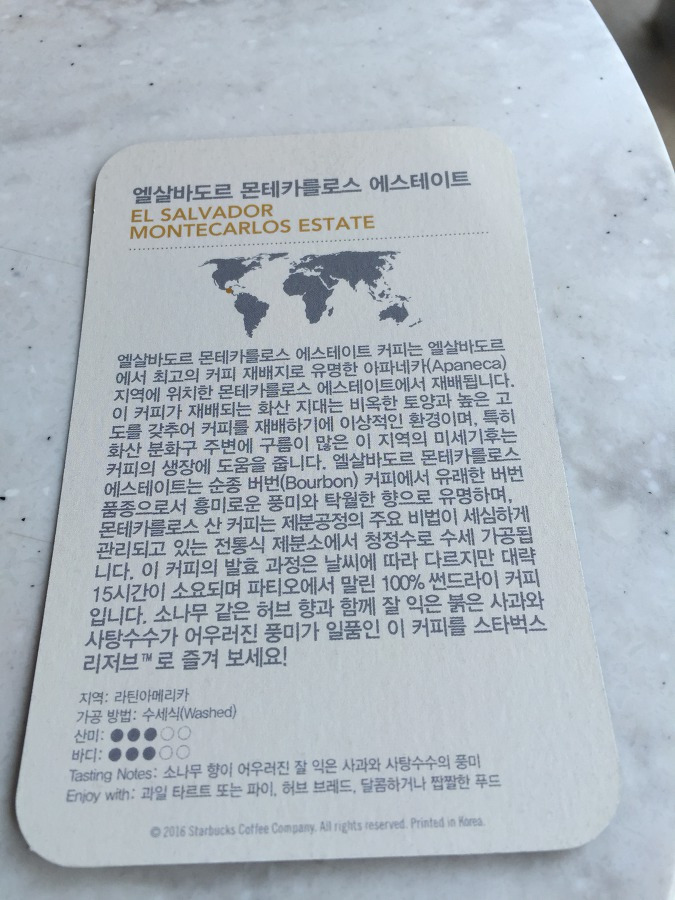 엘살바도르 몬테카를로스 에스테이트
EL SALVADOR
MONTECARLOS ESTATE
엘살바도르 몬테카를로스 에스테이트 커피는 엘살바도르
에서 최고의 커피 재배지로 유명한 아파네카(Apaneca)
지역에 위치한 몬테카를로스 에스테이트에서 재배됩니다.
이 커피가 재배되는 화산 지대는 비옥한 토양과 높은 고
도를 갖추어 커피를 재배하기에 이상적인 환경이며, 특히
화산 분화구 주변에 구름이 많은 이 지역의 미세기후는
커피의 생장에 도움을 줍니다. 엘살바도르 몬테카를로스
에스테이트는 순종 버번(Bourbon) 커피에서 유래한 버번
품종으로서 흥미로운 풍미와 탁월한 향으로 유명하며,
몬테카를로스 산 커피는 제분공정의 주요 비법이 세심하게
관리되고 있는 전통식 제분소에서 청정수로 수세 가공됩
니다. 이 커피의 발효 과정은 날씨에 따라 다르지만 대략
15시간이 소요되며 파티오에서 말린 100% 썬드라이 커피
입니다. 소나무 같은 허브 향과 함께 잘 익은 붉은 사과와
사탕수수가 어우러진 풍미가 일품인 이 커피를 스타벅스
리저브™로 즐겨 보세요!
지역: 라틴아메리카
가공 방법: 수세식(Washed)
산미: ●●●○○
바디: ●●●○○
Tasting Notes: 소나무 향이 어우러진 잘 익은 사과와 사탕수수의 풍미
Enjoy with: 과일 타르트 또는 파이, 허브 브레드, 달콤하거나 짭짤한 푸드
© 2016 Starbucks Coffee Company. All rights reserved. Printed in Korea.